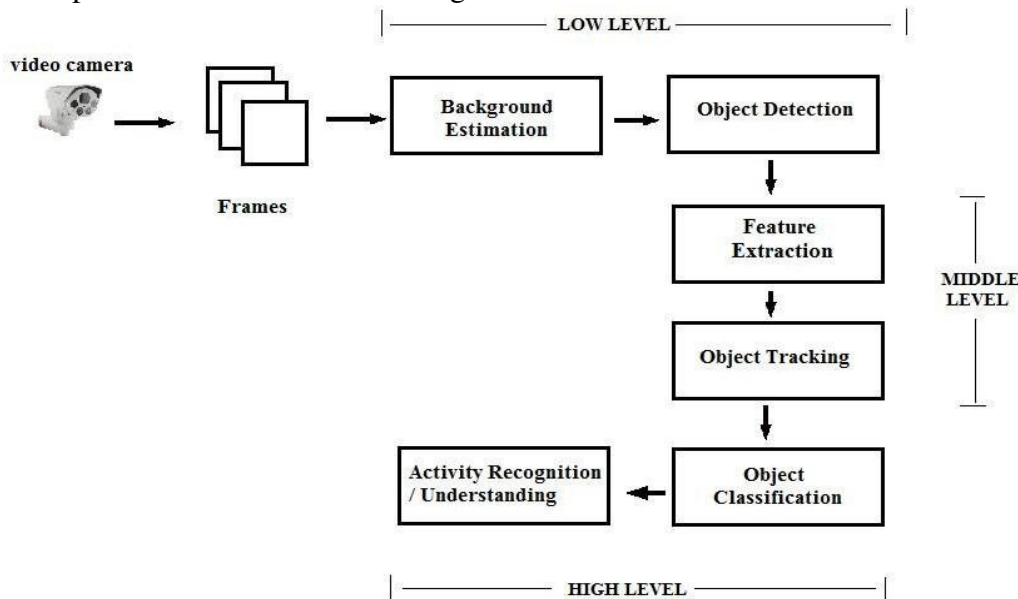 LOW LEVEL
video camera
Background
Estimation
Object Detection
Frames
Feature
Extraction
MIDDLE
LEVEL
Object Tracking
Activity Recognition
/ Understanding
Object
Classification
HIGH LEVEL